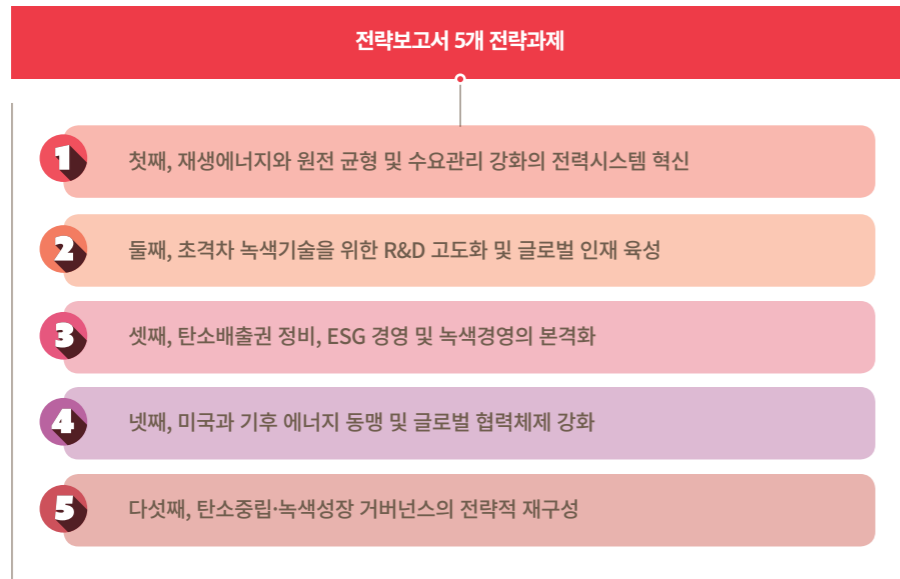 전략보고서 5개 전략과제
1 첫째, 재생에너지와 원전 균형 및 수요관리 강화의 전력시스템 혁신
2 둘째, 초격차 녹색기술을 위한 R&D 고도화 및 글로벌 인재 육성
3 셋째, 탄소배출권 정비, ESG 경영 및 녹색경영의 본격화
4 넷째, 미국과 기후 에너지 동맹 및 글로벌 협력체제 강화
5 다섯째, 탄소중립·녹색성장 거버넌스의 전략적 재구성